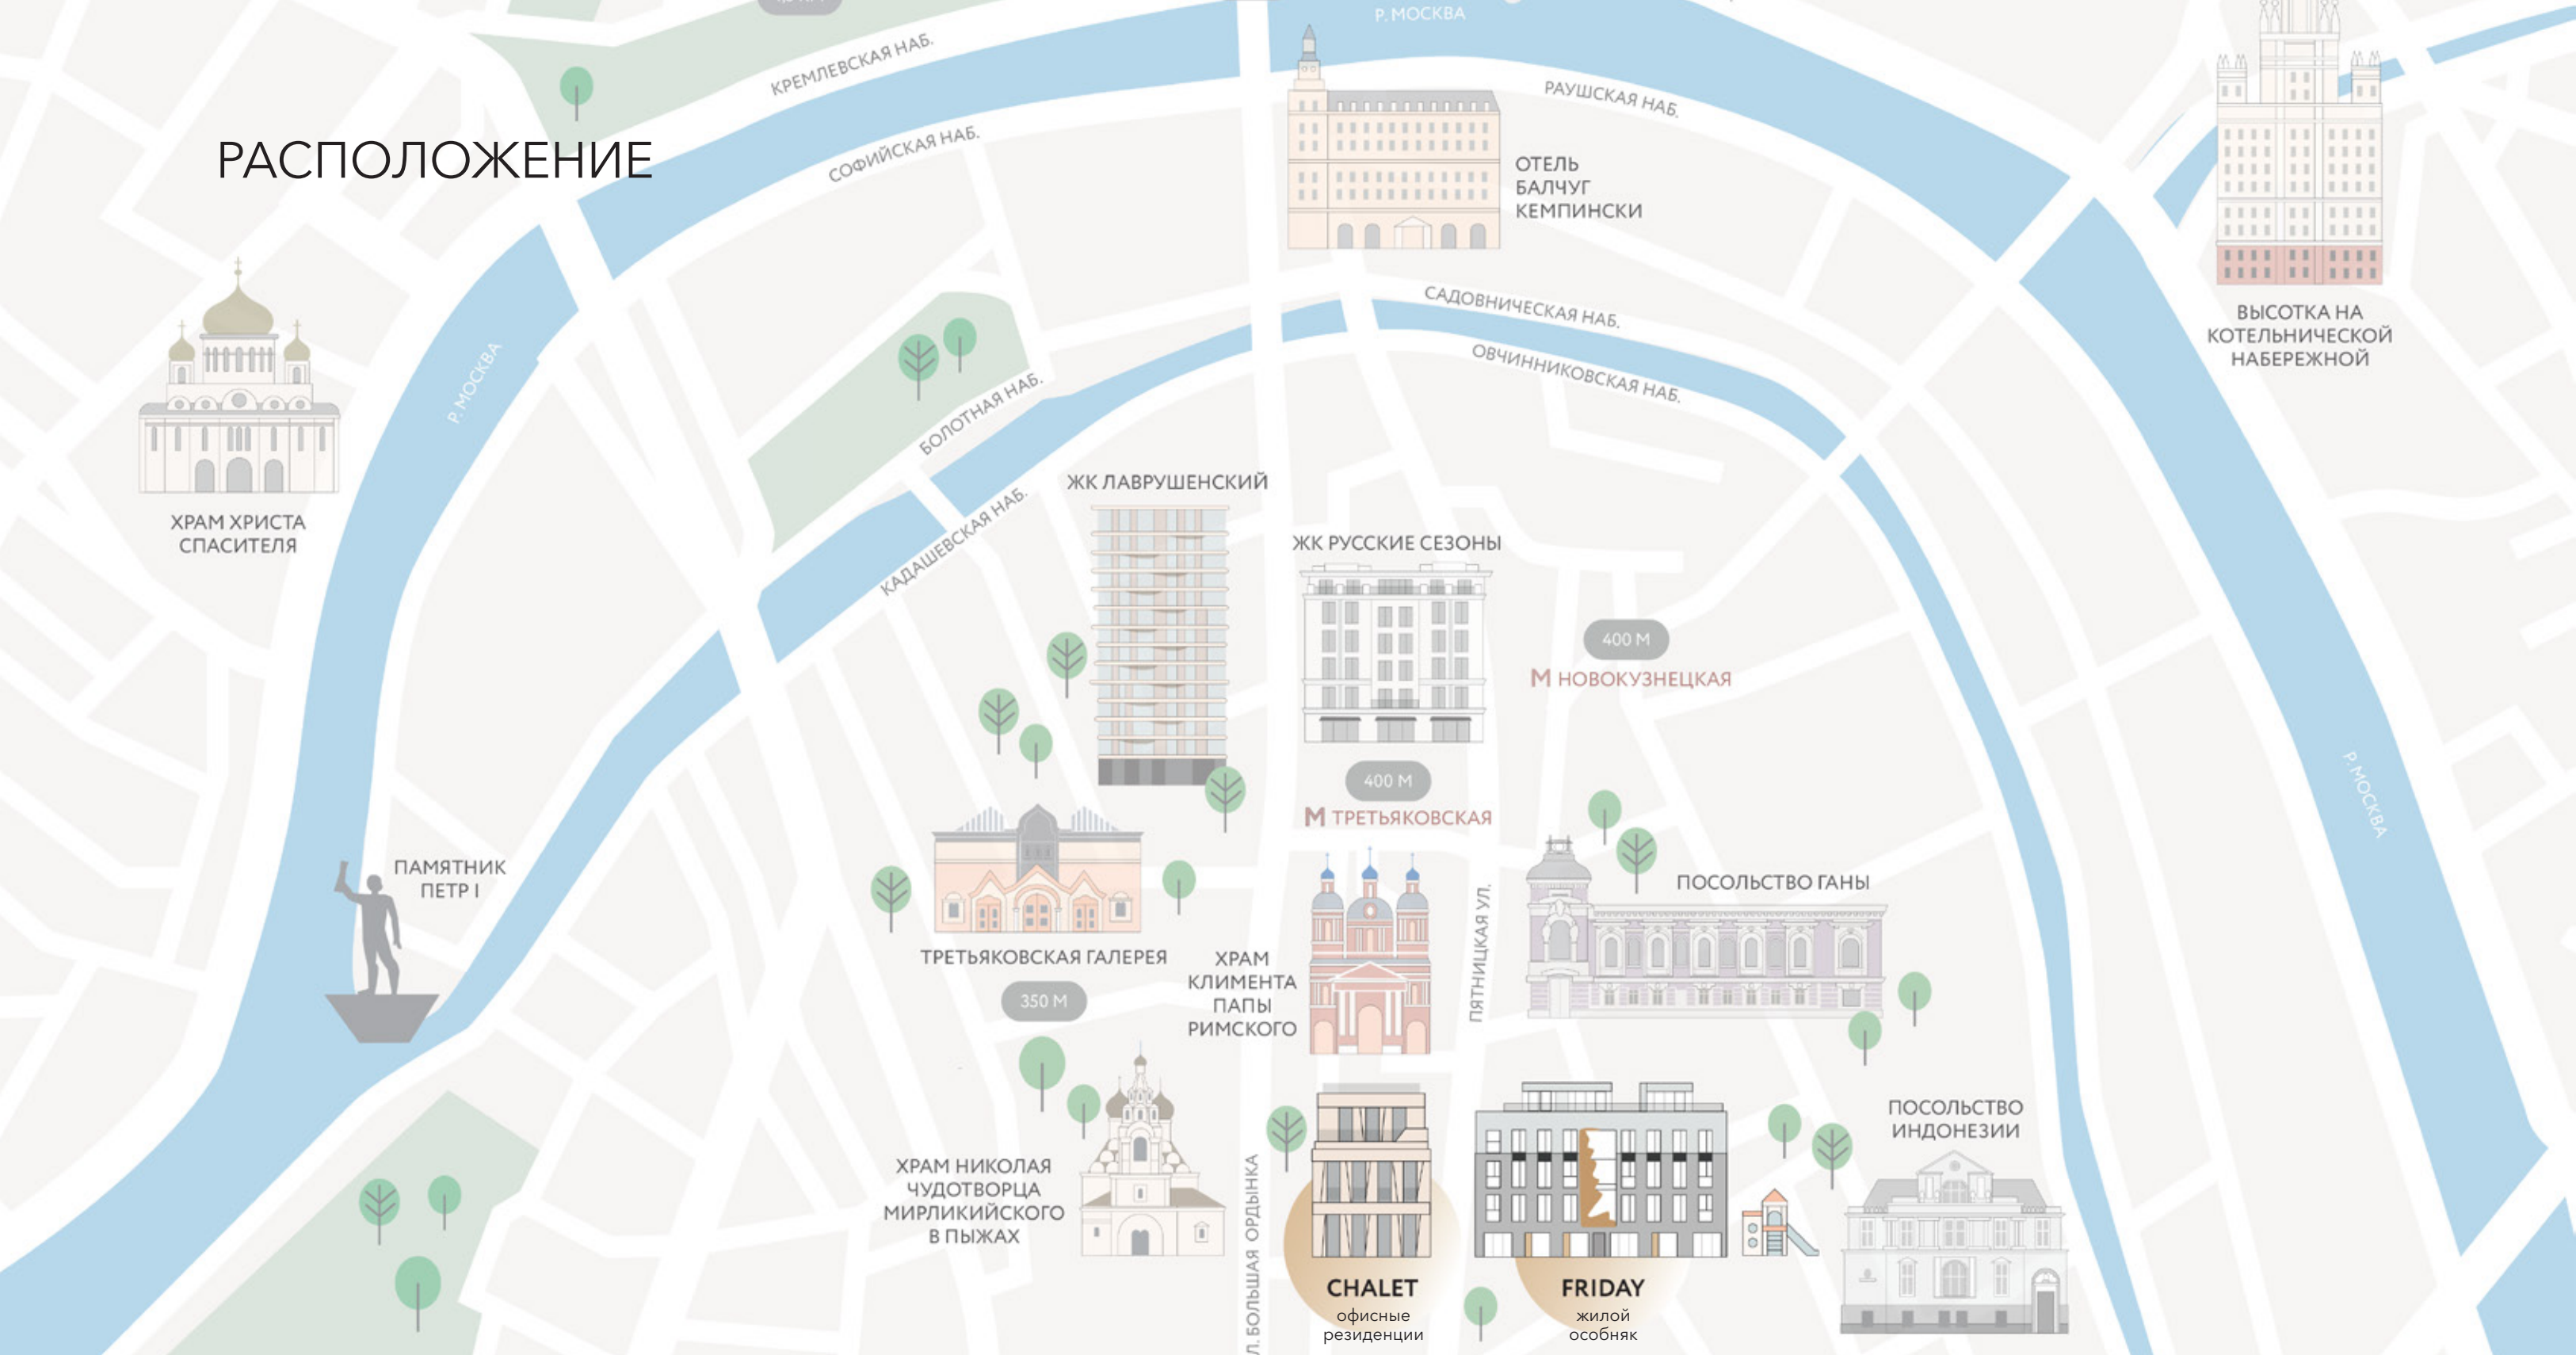 Р. МОСКВА
КРЕМЛЕВСКАЯ НАБ.
РАУШСКАЯ НАБ.
РАСПОЛОЖЕНИЕ
СОФИЙСКАЯ НАБ.
ОТЕЛЬ
БАЛЧУГ
КЕМПИНСКИ
САДОВНИЧЕСКАЯ НАБ.
ВЫСОТКА НА
КОТЕЛЬНИЧЕСКОЙ
НАБЕРЕЖНОЙ
ОВЧИННИКОВСКАЯ НАБ.
Р. МОСКВА
БОЛОТНАЯ НАБ.
ЖК ЛАВРУШЕНСКИЙ
ХРАМ ХРИСТА
СПАСИТЕЛЯ
КАДАШЕВСКАЯ НАБ.
ЖК РУССКИЕ СЕЗОНЫ
400 М
М НОВОКУЗНЕЦКАЯ
400 М
М ТРЕТЬЯКОВСКАЯ
Р. МОСКВА
ПАМЯТНИК
ПЕТР I
ПОСОЛЬСТВО ГАНЫ
ПЯТНИЦКАЯ УЛ.
ТРЕТЬЯКОВСКАЯ ГАЛЕРЕЯ
350 М
ХРАМ
КЛИМЕНТА
ПАПЫ
РИМСКОГО
ПОСОЛЬСТВО
ИНДОНЕЗИИ
ХРАМ НИКОЛАЯ
ЧУДОТВОРЦА
МИРЛИКИЙСКОГО
В ПЫЖАХ
Л. БОЛЬШАЯ ОРДЫНКА
CHALET
офисные
резиденции
FRIDAY
жилой
особняк